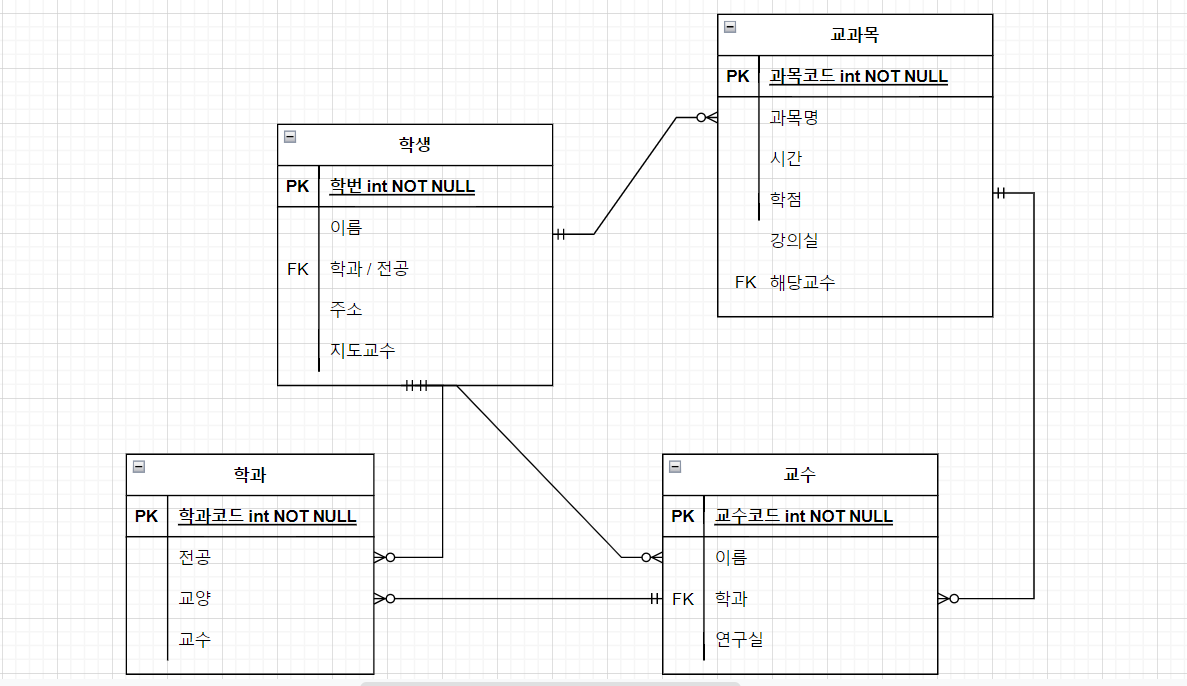 교과목
PK 과목코드 int NOT NULL
과목명
시간
학점
강의실
FK 해당교수
학생
PK 학번 int NOT NULL
이름
FK 학과 / 전공
주소
지도교수
학과
PK 학과코드 int NOT NULL
전공
교양
교수
교수
PK 교수코드 int NOT NULL
이름
FK 학과
연구실